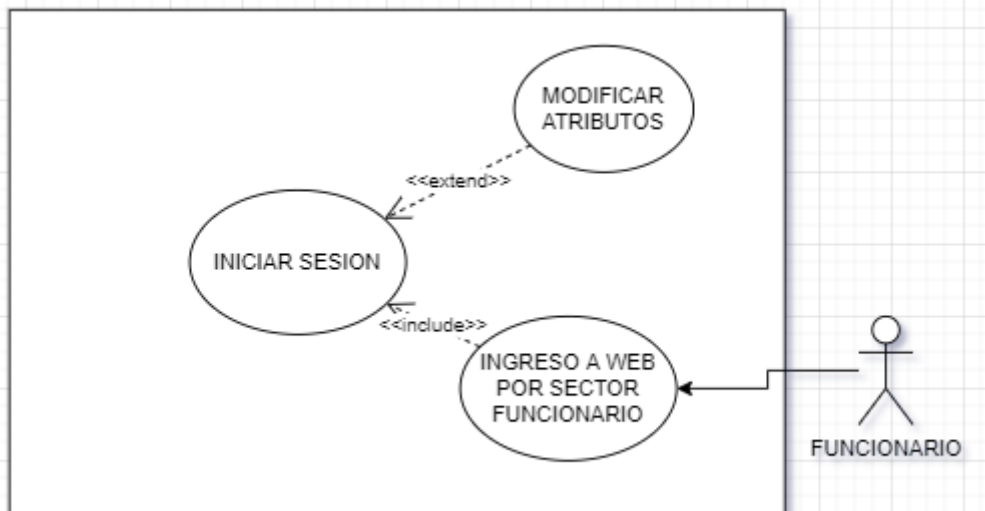 MODIFICAR
ATRIBUTOS
<<extend>>
INICIAR SESION
<<include>>
INGRESO A WEB
POR SECTOR
FUNCIONARIO
FUNCIONARIO